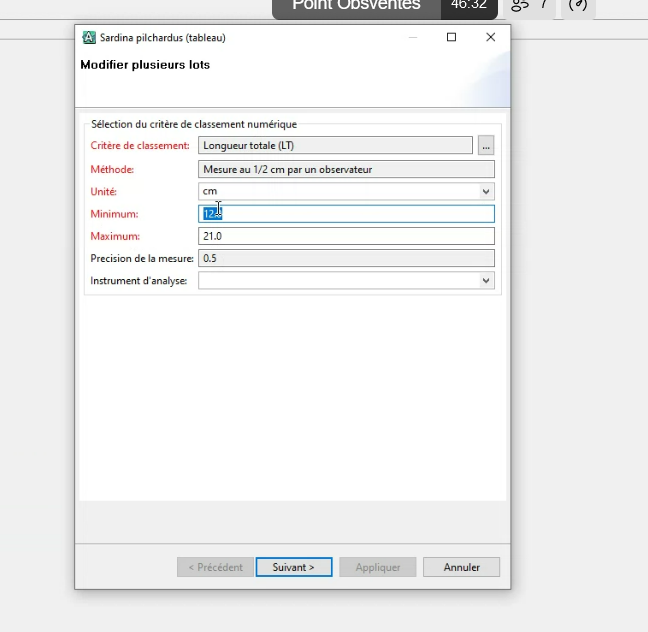 Point Obsventes 46:32 7
Sardina pilchardus (tableau)
Modifier plusieurs lots
Sélection du critère de classement numérique
Critère de classement: Longueur totale (LT) ...
Méthode: Mesure au 1/2 cm par un observateur
Unité: cm
Minimum:
Maximum: 21.0
Precision de la mesure: 0.5
Instrument d'analyse:
< Précédent Suivant > Appliquer Annuler